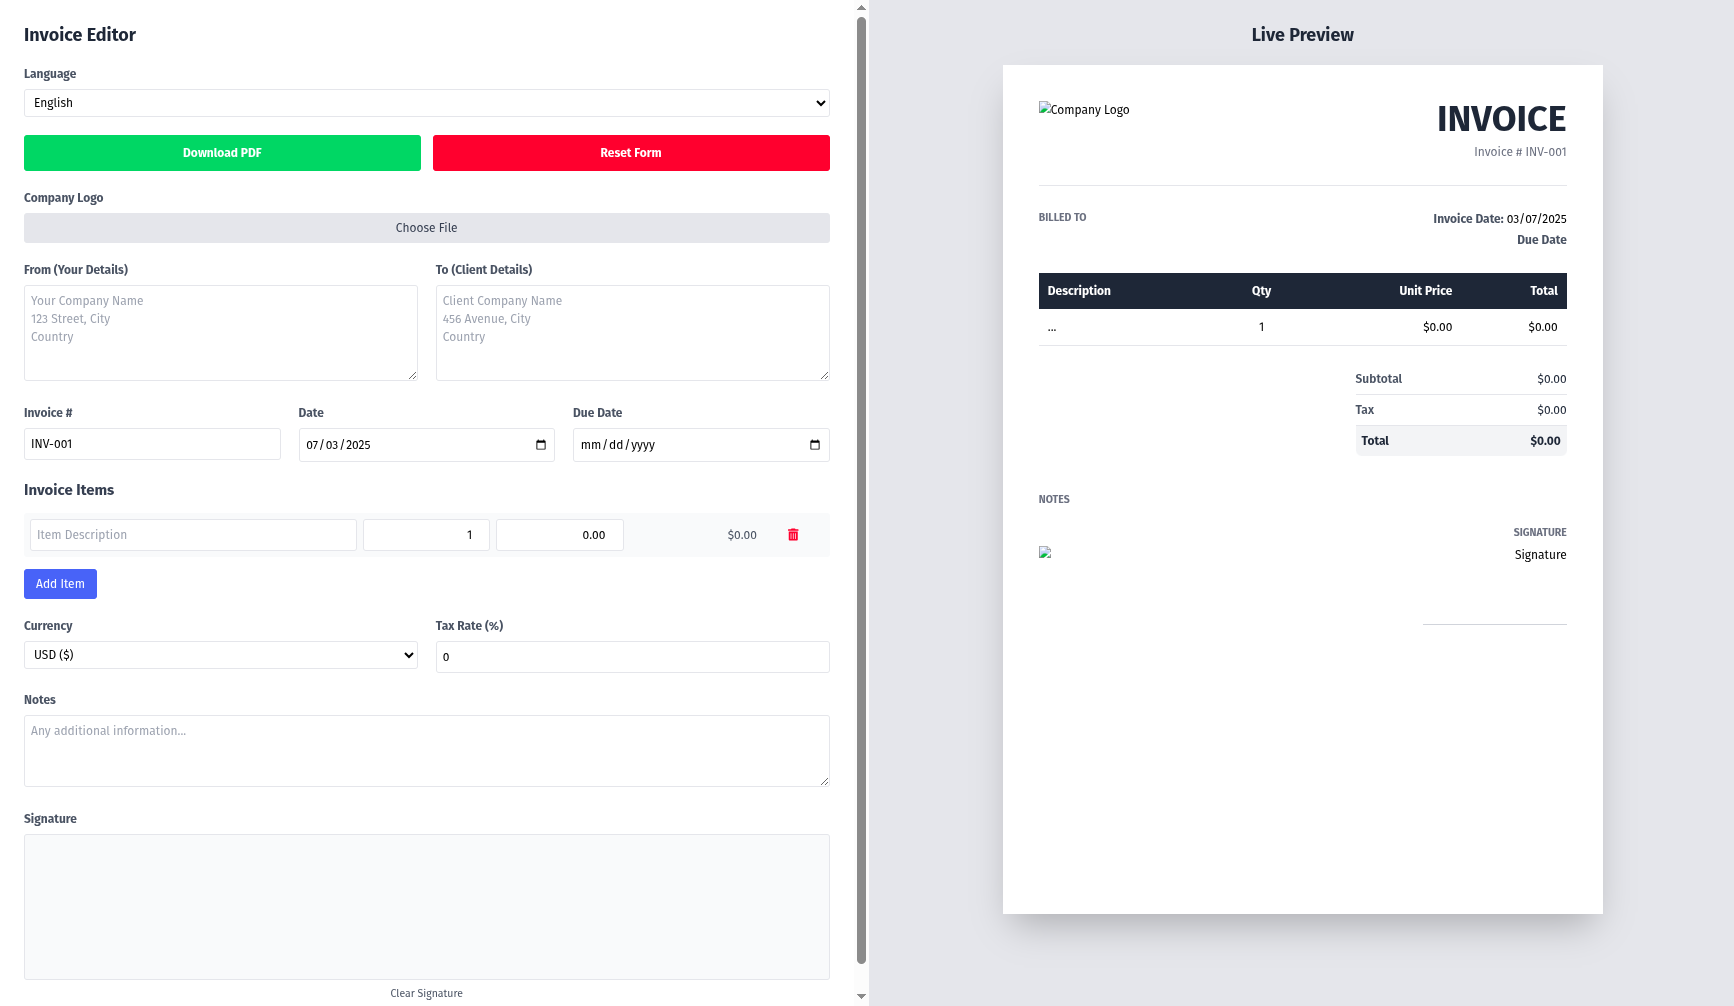 Invoice Editor
Language
English
Download PDF
Reset Form
Company Logo
Choose File
From (Your Details)
To (Client Details)
Your Company Name
123 Street, City
Country
Client Company Name
456 Avenue, City
Country
Invoice #
Date
Due Date
INV-001
07/03/2025
mm/dd/yyyy
Invoice Items
Item Description
1
0.00
$0.00
Add Item
Currency
Tax Rate (%)
USD ($)
0
Notes
Any additional information...
Signature
Clear Signature
Live Preview
Company Logo
INVOICE
Invoice # INV-001
BILLED TO
Invoice Date: 03/07/2025
Due Date
Description Qty Unit Price Total
... 1 $0.00 $0.00
Subtotal $0.00
Tax $0.00
Total $0.00
NOTES
SIGNATURE
Signature